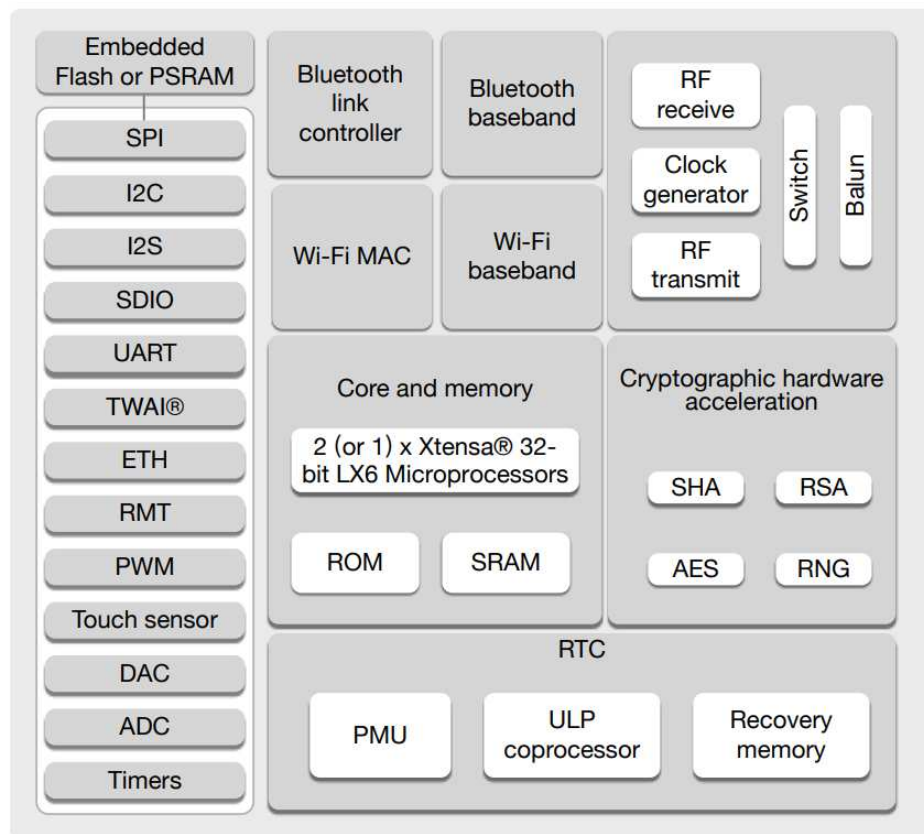 Embedded
Flash or PSRAM
SPI
I2C
I2S
SDIO
UART
TWAI®
ETH
RMT
PWM
Touch sensor
DAC
ADC
Timers
Bluetooth
link
controller
Bluetooth
baseband
Wi-Fi MAC
Wi-Fi
baseband
RF
receive
Clock
generator
RF
transmit
Switch
Balun
Core and memory
2 (or 1) x Xtensa® 32-
bit LX6 Microprocessors
ROM
SRAM
Cryptographic hardware
acceleration
SHA
RSA
AES
RNG
RTC
PMU
ULP
coprocessor
Recovery
memory